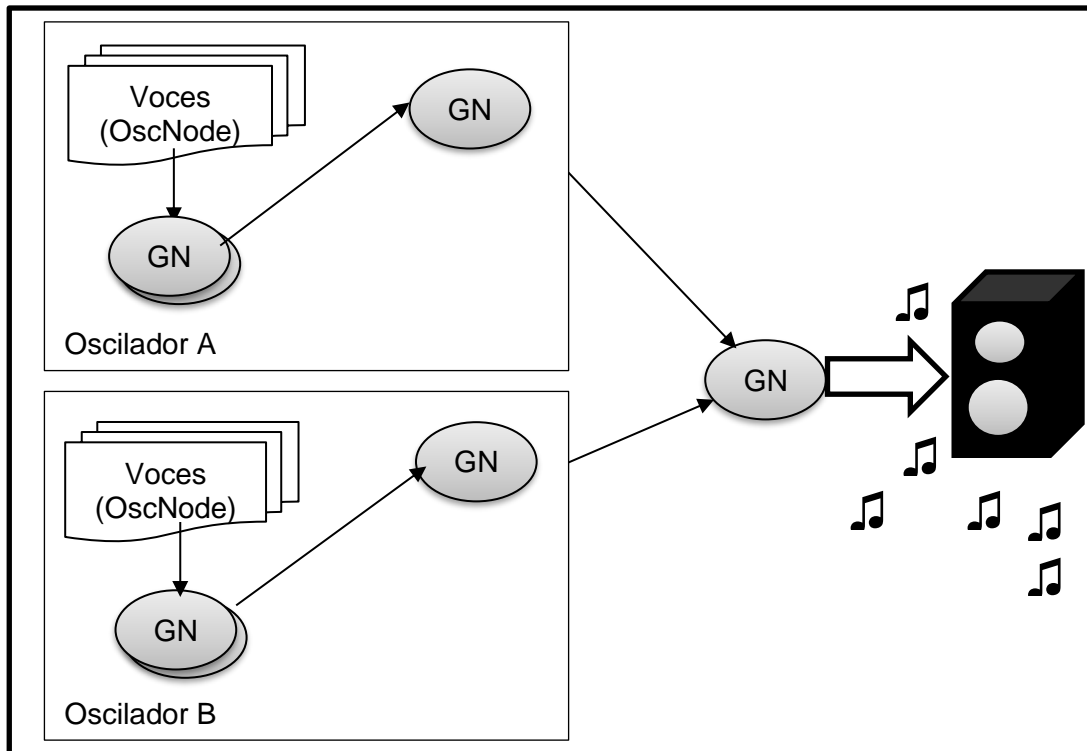 Voces
(OscNode)
GN
GN
Oscilador A
GN
Voces
(OscNode)
GN
GN
Oscilador B